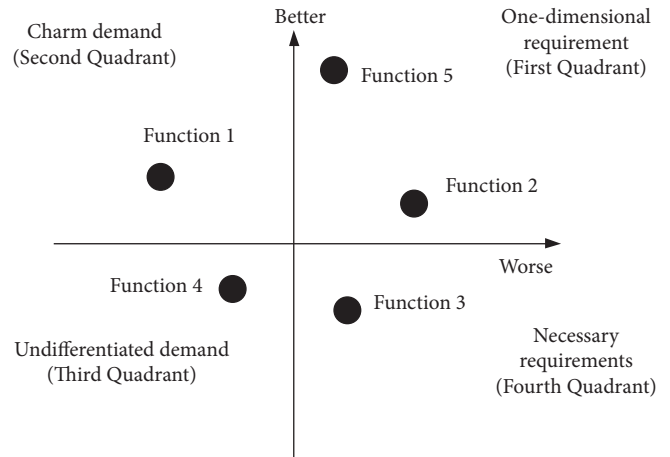 Better
Charm demand
(Second Quadrant)
One-dimensional
requirement
(First Quadrant)
Function 5
Function 1
Function 2
Worse
Function 4
Function 3
Undifferentiated demand
(Third Quadrant)
Necessary
requirements
(Fourth Quadrant)